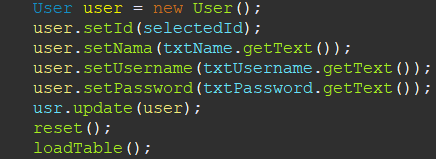 User user = new User();
user.setId(selectedId);
user.setNama(txtName.getText());
user.setUsername(txtUsername.getText());
user.setPassword(txtPassword.getText());
usr.update(user);
reset();
loadTable();